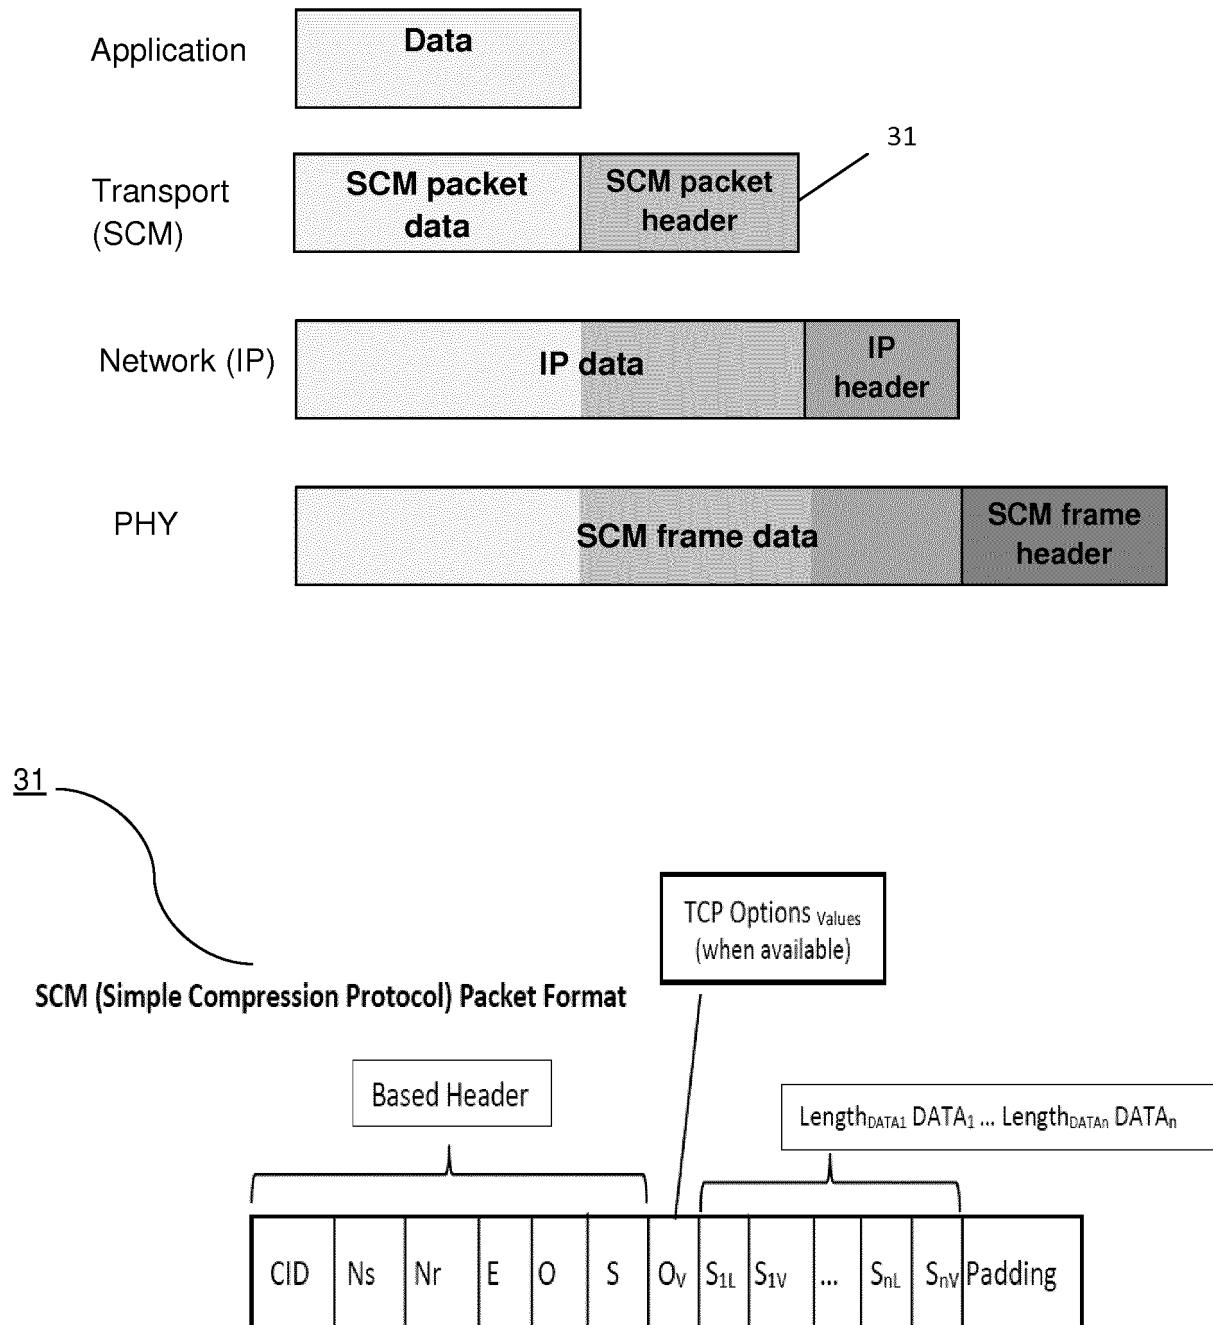 Application
Data
Transport
(SCM)
SCM packet
data
SCM packet
header
31
Network (IP)
IP data
IP
header
PHY
SCM frame data
SCM frame
header
31
TCP Options Values
(when available)
SCM (Simple Compression Protocol) Packet Format
Based Header
LengthDATA1 DATA1 ... LengthDATAn DATAn
CID Ns Nr E O S OV S1L S1V ... SnL SnV Padding